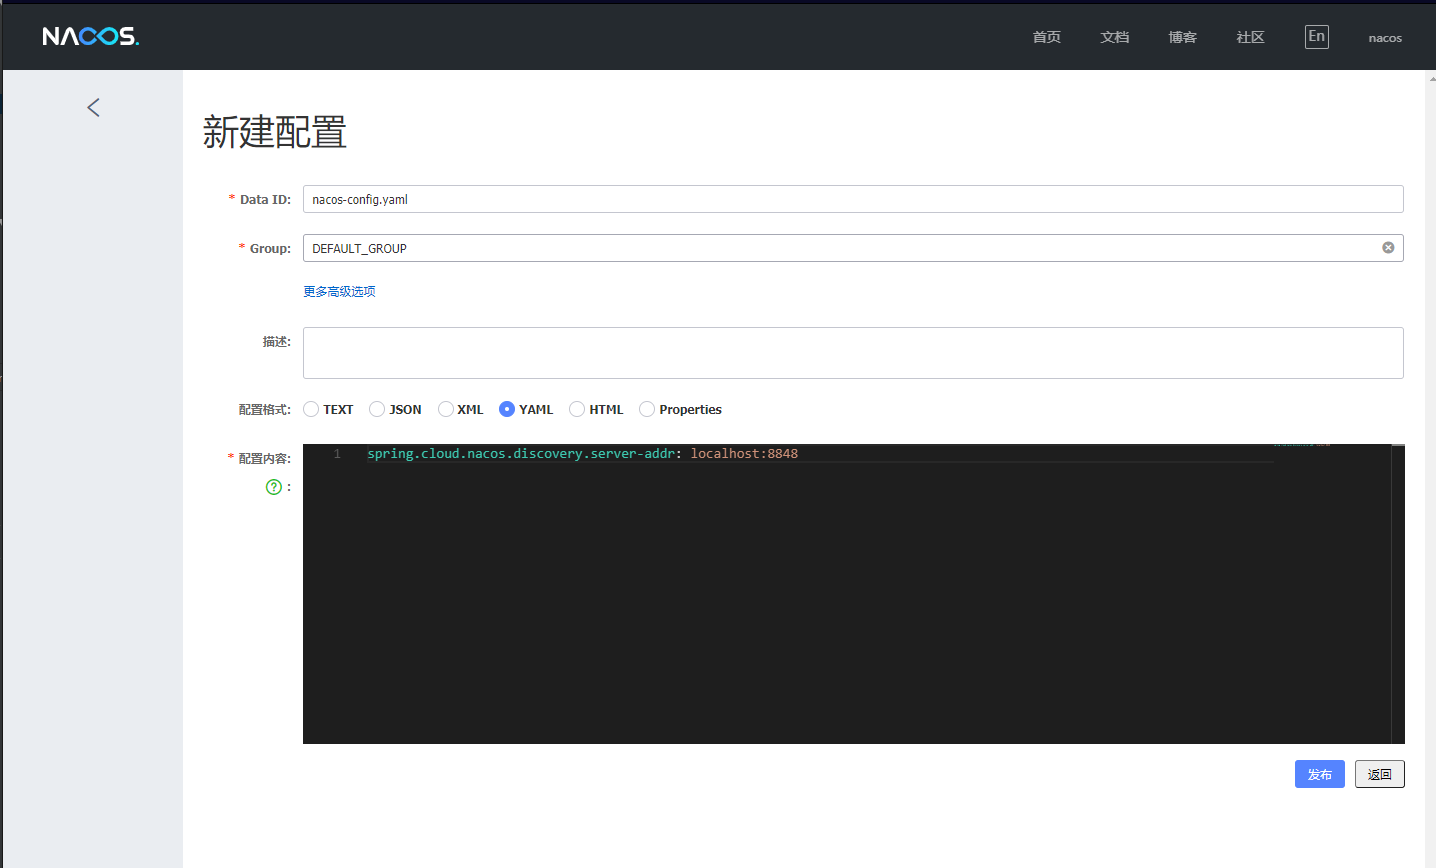 NACOS.
首页 文档 博客 社区 En nacos
新建配置
* Data ID: nacos-config.yaml
* Group: DEFAULT_GROUP
更多高级选项
描述:
配置格式: TEXT JSON XML YAML HTML Properties
* 配置内容: 1 spring.cloud.nacos.discovery.server-addr: localhost:8848
? :
发布 返回